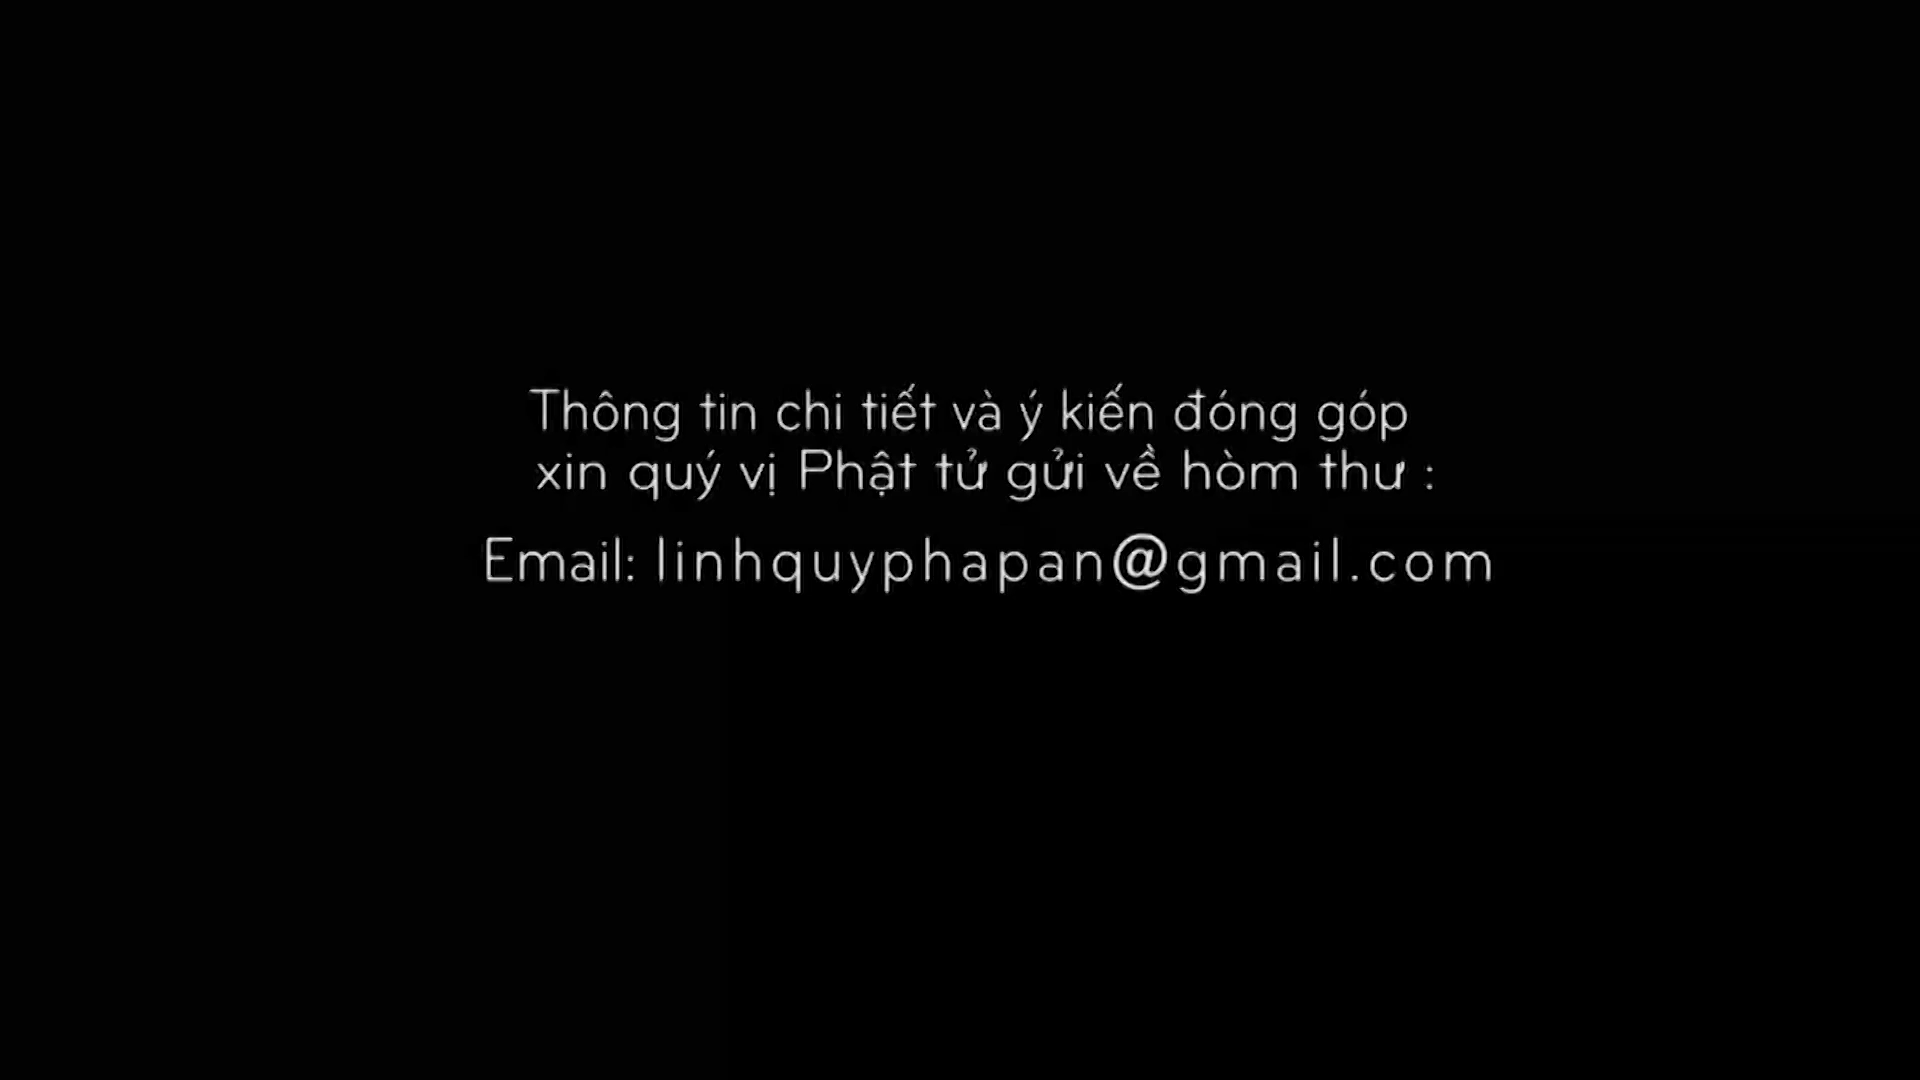 Thông tin chi tiết và ý kiến đóng góp
xin quý vị Phật tử gửi về hòm thư :
Email: linhquyphapan@gmail.com